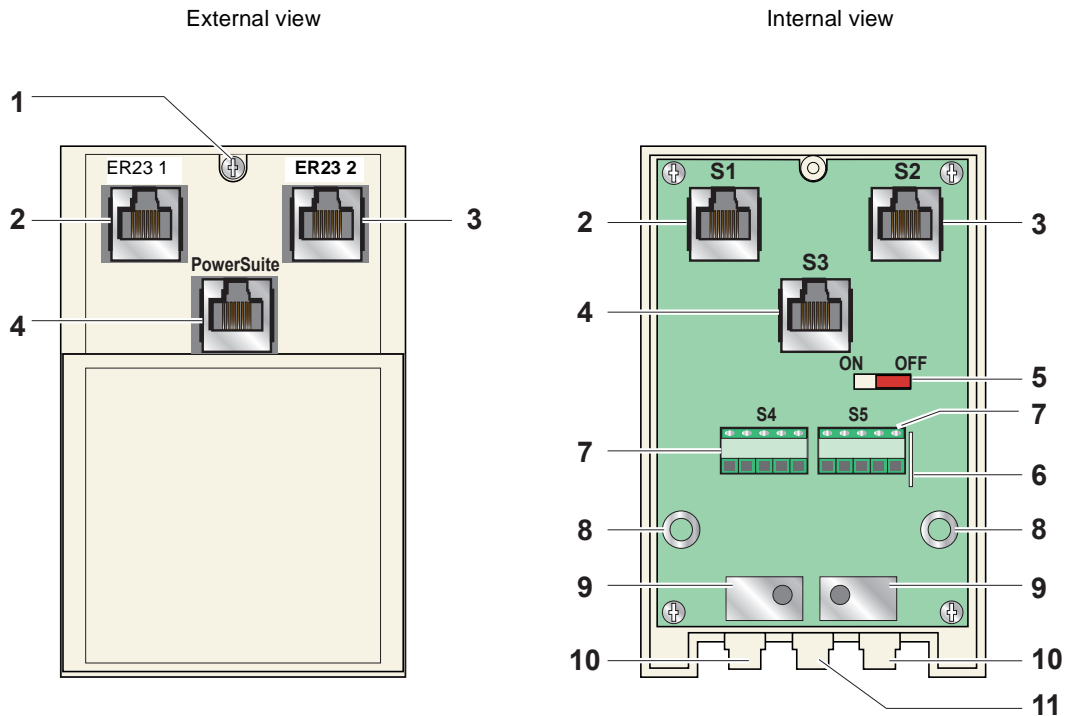 External view
Internal view
1
ER23 1
ER23 2
2
3
PowerSuite
4
S1
S2
2
3
S3
4
ON
OFF
5
S4
S5
7
7
6
8
8
9
9
10
10
11